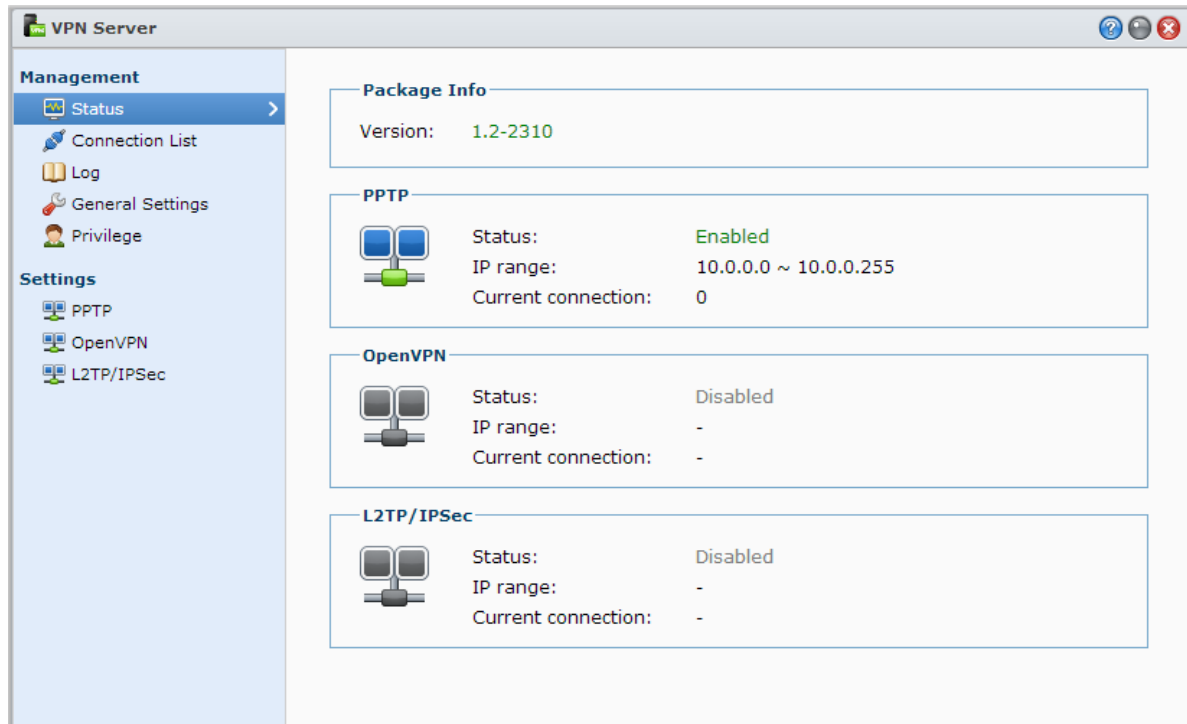 VPN Server
Management
Status
Connection List
Log
General Settings
Privilege
Settings
PPTP
OpenVPN
L2TP/IPSec
Package Info
Version: 1.2-2310
PPTP
Status: Enabled
IP range: 10.0.0.0 ~ 10.0.0.255
Current connection: 0
OpenVPN
Status: Disabled
IP range: -
Current connection: -
L2TP/IPSec
Status: Disabled
IP range: -
Current connection: -